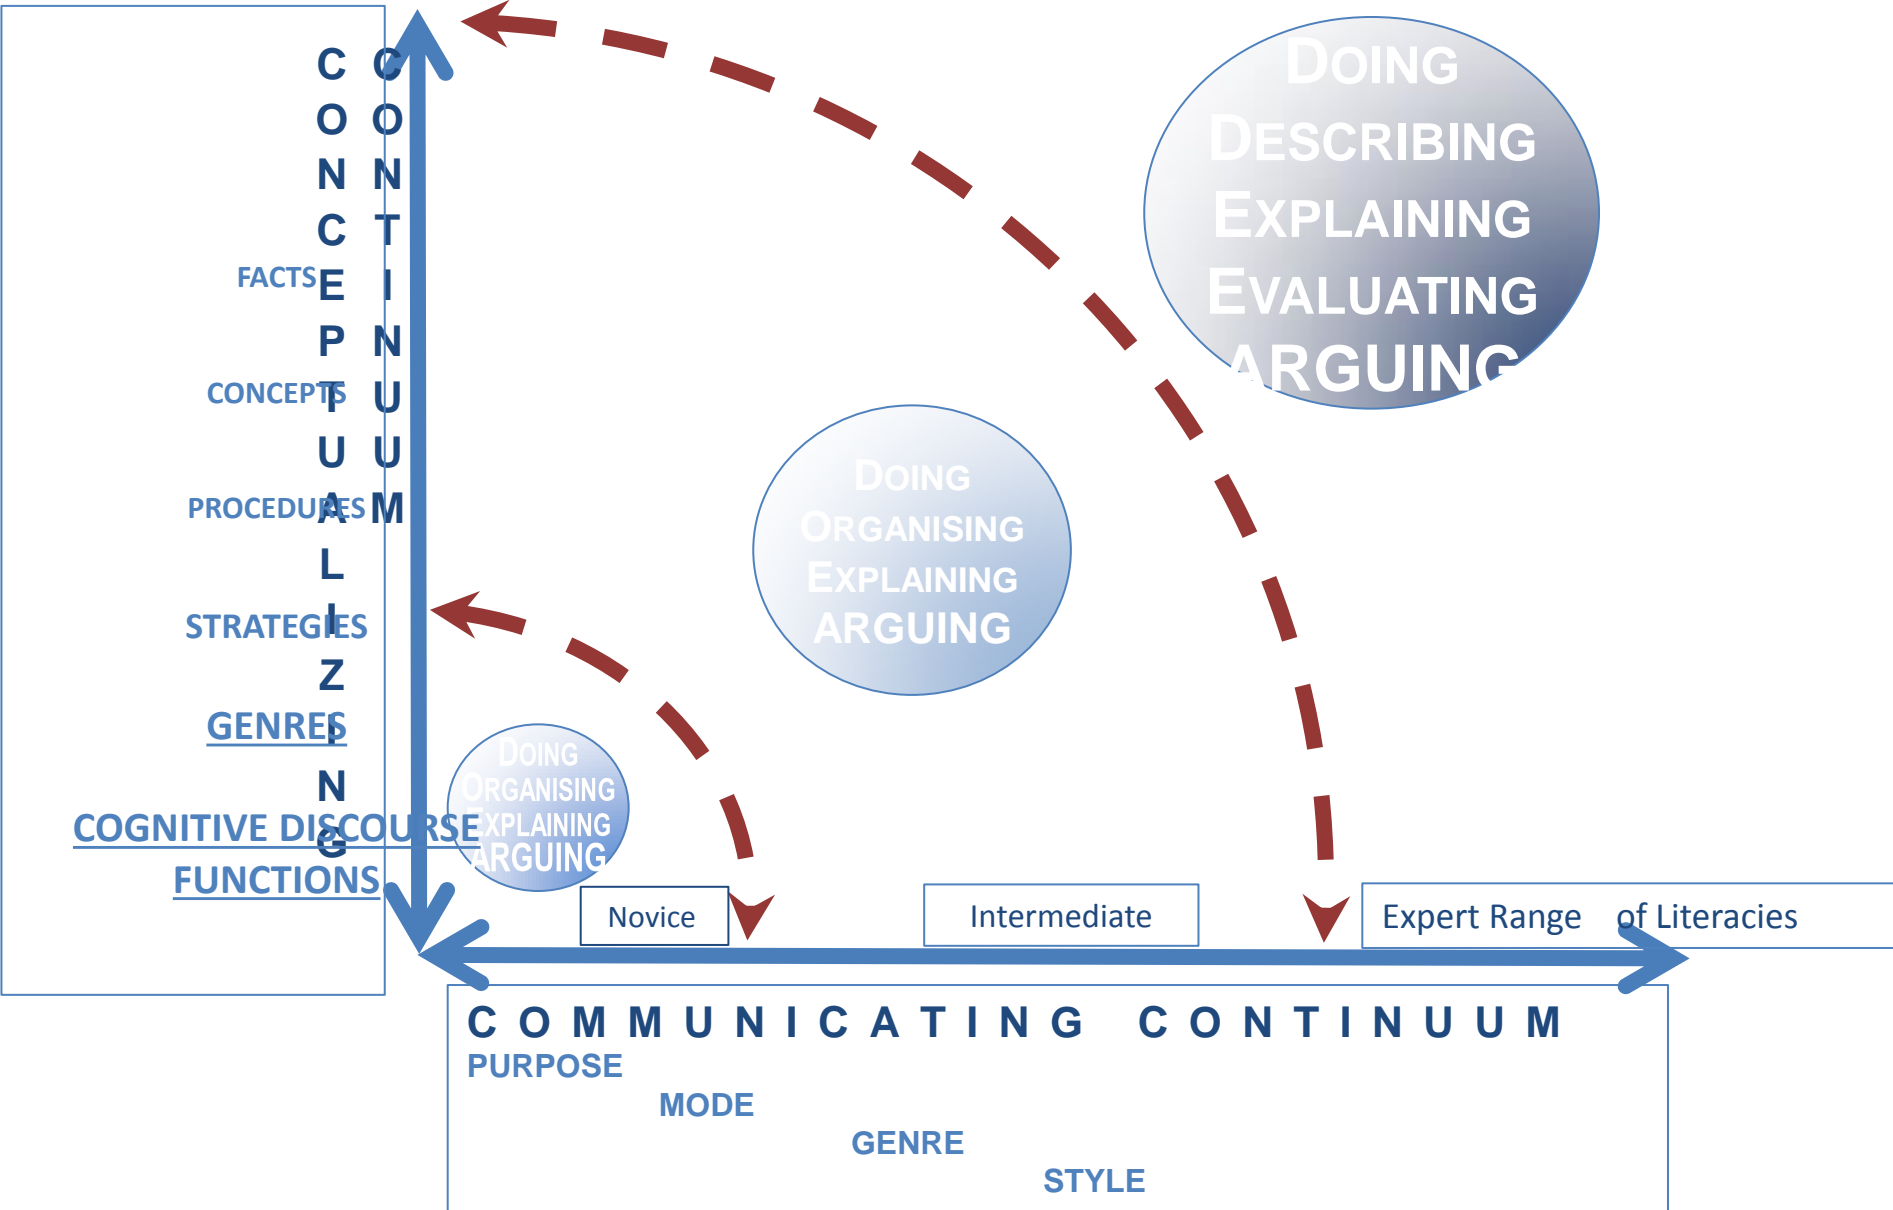 CONCEPTUALIZING
CONTINUUM
FACTS
CONCEPTS
PROCEDURES
STRATEGIES
GENRES
COGNITIVE DISCOURSE
FUNCTIONS
DOING
DESCRIBING
EXPLAINING
EVALUATING
ARGUING
DOING
ORGANISING
EXPLAINING
ARGUING
DOING
ORGANISING
EXPLAINING
ARGUING
Novice
Intermediate
Expert Range of Literacies
COMMUNICATING CONTINUUM
PURPOSE
MODE
GENRE
STYLE